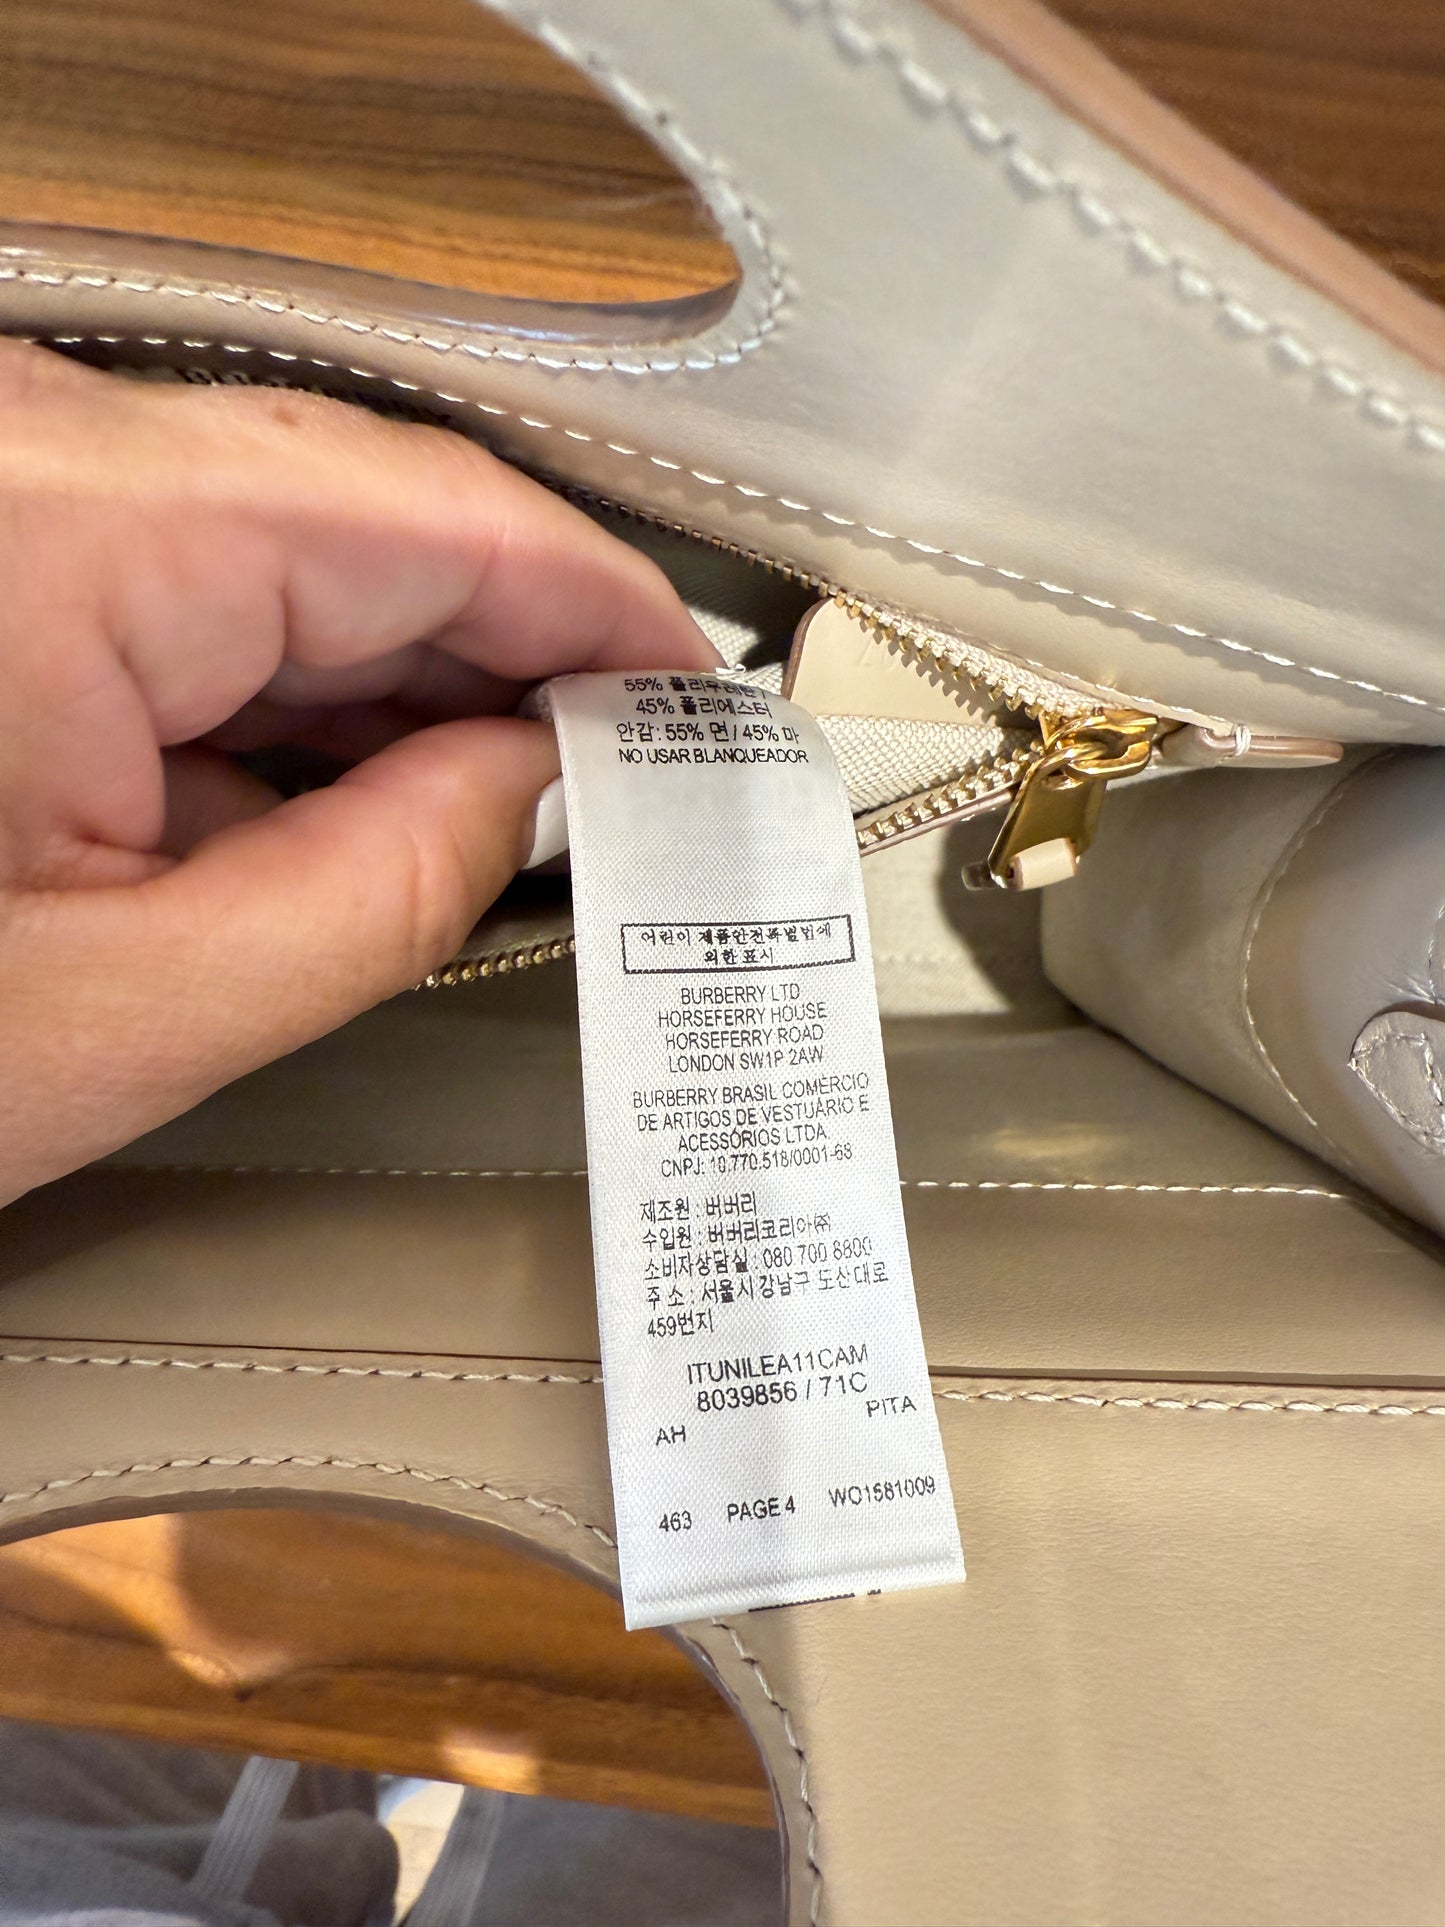 55% 폴리우레탄
45% 폴리에스터
안감 : 55% 면 / 45% 마
NO USAR BLANQUEADOR
어린이 제품안전특별법에
의한 표시
BURBERRY LTD
HORSEFERRY HOUSE
HORSEFERRY ROAD
LONDON SW1P 2AW
BURBERRY BRASIL COMERCIO
DE ARTIGOS DE VESTUÁRIO E
ACESSÓRIOS LTDA
CNPJ: 10.770.518/0001-68
제조원 : 버버리
수입원 : 버버리코리아㈜
소비자상담실 : 080 700 8800
주 소 : 서울시 강남구 도산대로
459번지
ITUNILEA11CAM
8039856 / 71C
PITA
AH
463 PAGE 4 WO1581009